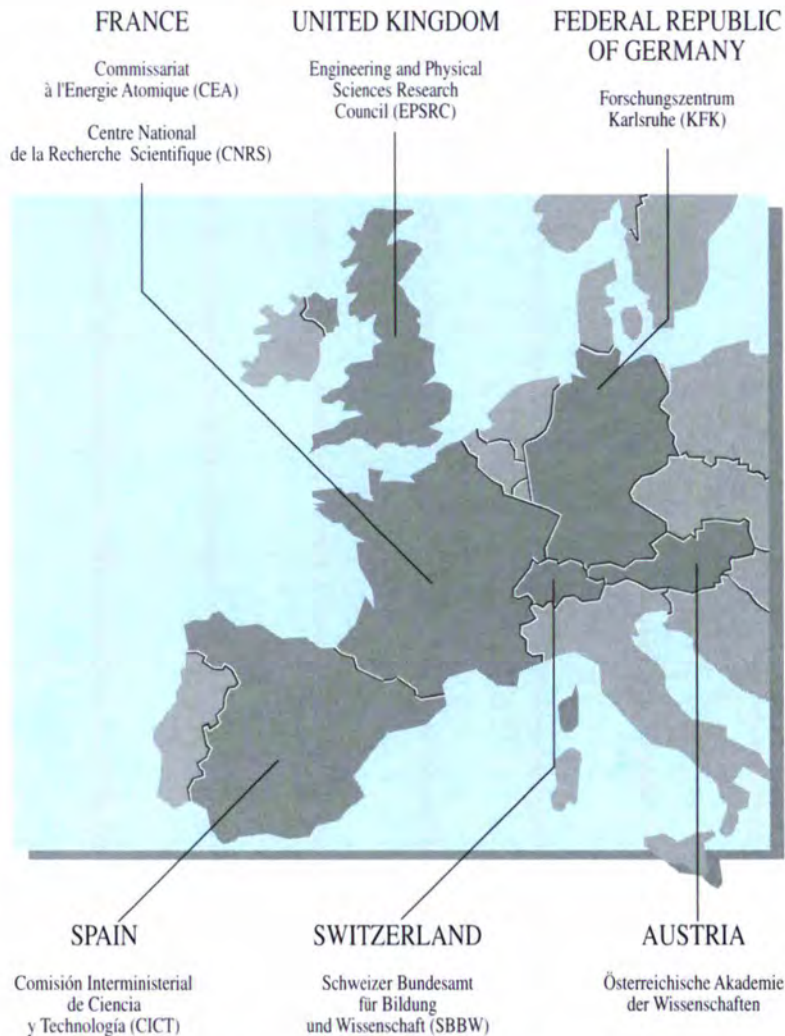 FRANCE
Commissariat
à l'Energie Atomique (CEA)
Centre National
de la Recherche Scientifique (CNRS)
UNITED KINGDOM
Engineering and Physical
Sciences Research
Council (EPSRC)
FEDERAL REPUBLIC
OF GERMANY
Forschungszentrum
Karlsruhe (KFK)
SPAIN
Comisión Interministerial
de Ciencia
y Technología (CICT)
SWITZERLAND
Schweizer Bundesamt
für Bildung
und Wissenschaft (SBBW)
AUSTRIA
Österreichische Akademie
der Wissenschaften